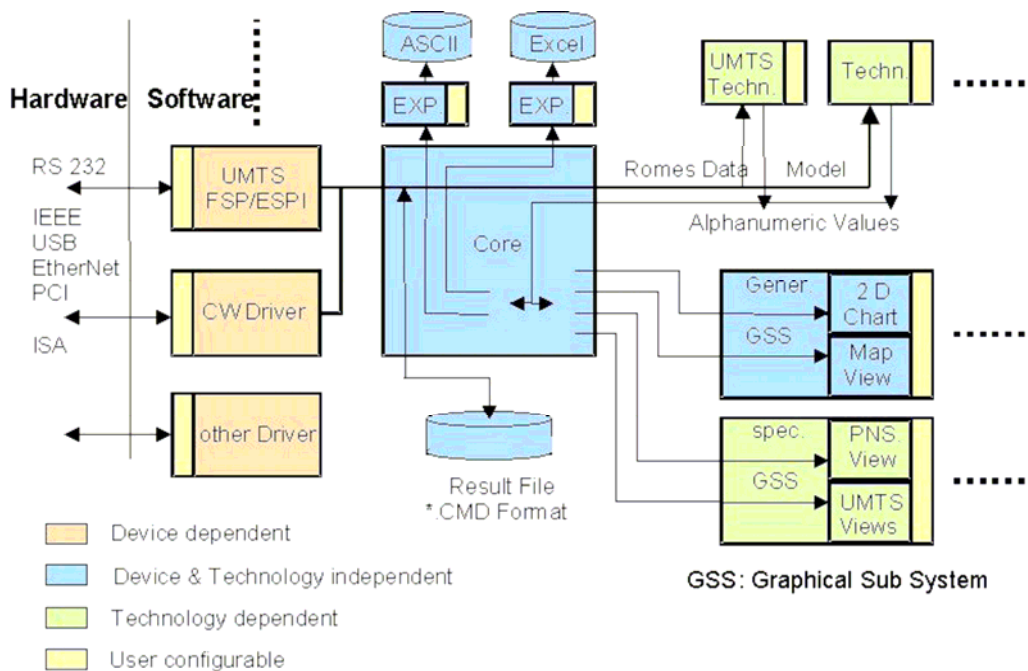 ASCII
Excel
UMTS
Techn.
Techn.
Hardware
Software
EXP
EXP.
RS 232
IEEE
USB
EtherNet
PCI
ISA
UMTS
FSP/ESPI
CW Driver
other Driver
Core
Romes Data
Model
Alphanumeric Values
Gener.
GSS
2 D
Chart
Map
View
spec.
GSS
PNS.
View
UMTS
Views
Result File
*.CMD Format
GSS: Graphical Sub System
Device dependent
Device & Technology independent
Technology dependent
User configurable